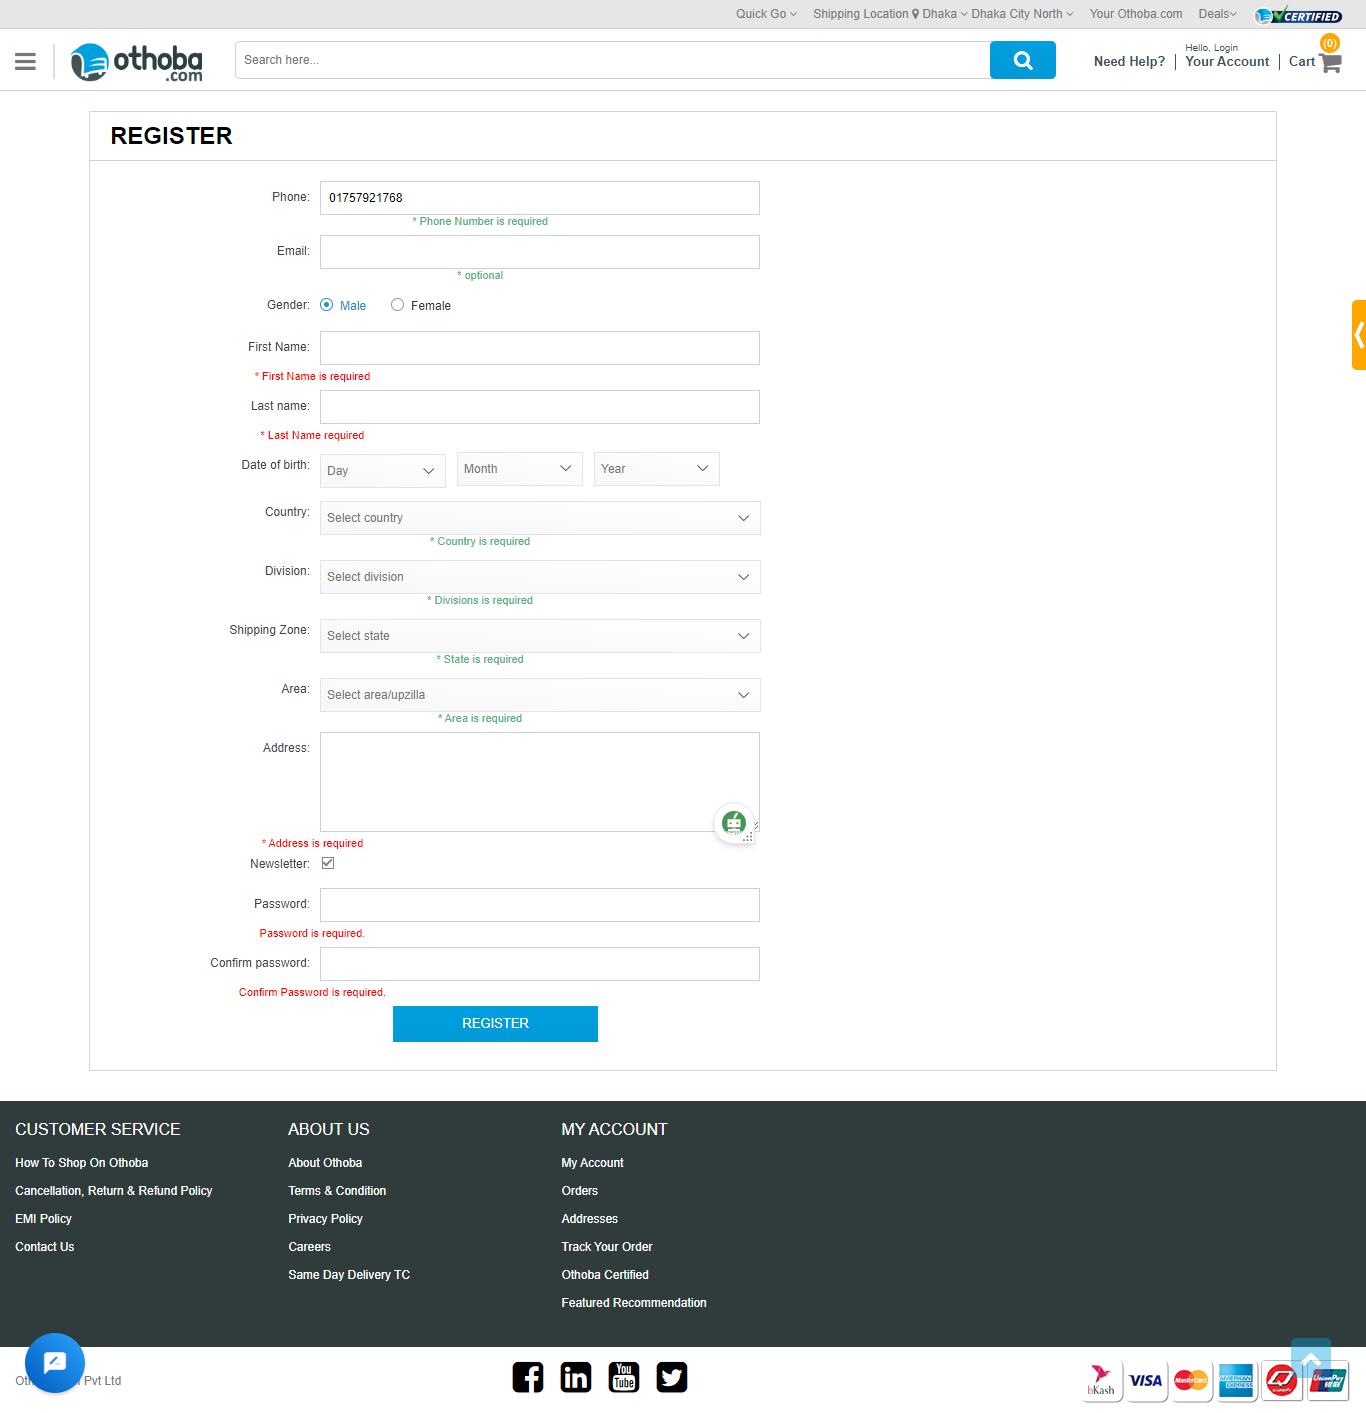 Quick Go Shipping Location Dhaka Dhaka City North Your Othoba.com Deals CERTIFIED
othoba
.com
Search here...
Need Help?
Hello, Login
Your Account
Cart
(0)
REGISTER
Phone: 01757921768
* Phone Number is required
Email:
* optional
Gender: Male Female
First Name:
* First Name is required
Last name:
* Last Name required
Date of birth: Day Month Year
Country: Select country
* Country is required
Division: Select division
* Divisions is required
Shipping Zone: Select state
* State is required
Area: Select area/upzilla
* Area is required
Address:
* Address is required
Newsletter:
Password:
Password is required.
Confirm password:
Confirm Password is required.
REGISTER
CUSTOMER SERVICE
How To Shop On Othoba
Cancellation, Return & Refund Policy
EMI Policy
Contact Us
ABOUT US
About Othoba
Terms & Condition
Privacy Policy
Careers
Same Day Delivery TC
MY ACCOUNT
My Account
Orders
Addresses
Track Your Order
Othoba Certified
Featured Recommendation
Pvt Ltd
You
Tube
bKash
VISA
MasterCard
AMERICAN
EXPRESS
UnionPay